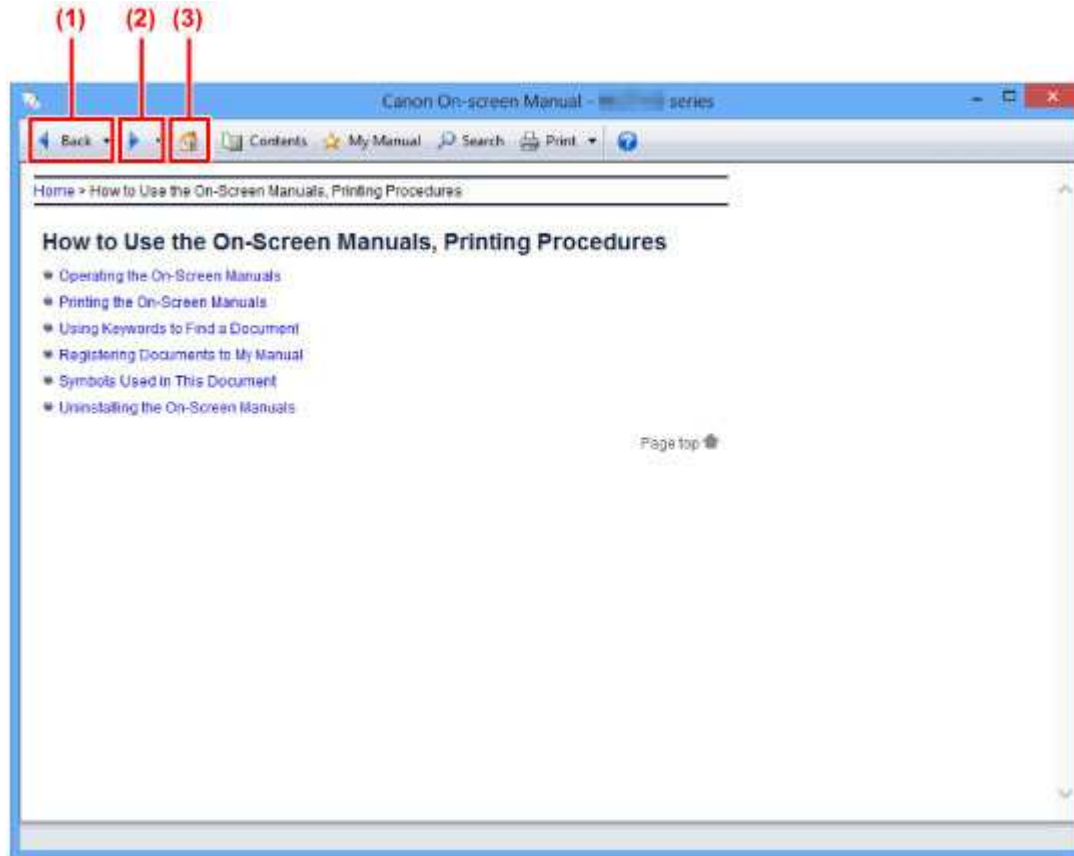 (1) (2) (3)
Canon On-screen Manual - series
Back Contents My Manual Search Print
Home > How to Use the On-Screen Manuals, Printing Procedures
How to Use the On-Screen Manuals, Printing Procedures
Operating the On-Screen Manuals
Printing the On-Screen Manuals
Using Keywords to Find a Document
Registering Documents to My Manual
Symbols Used in This Document
Uninstalling the On-Screen Manuals
Page top